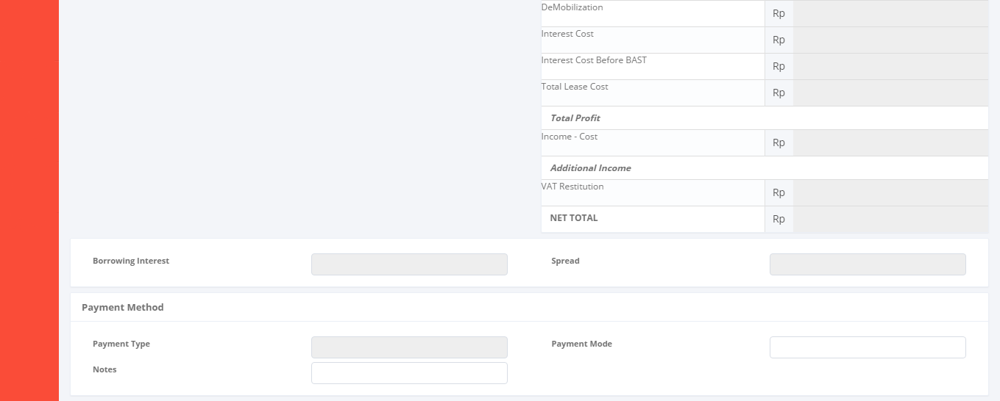 DeMobilization Rp
Interest Cost Rp
Interest Cost Before BAST Rp
Total Lease Cost Rp
Total Profit
Income - Cost Rp
Additional Income
VAT Restitution Rp
NET TOTAL Rp
Borrowing Interest Spread
Payment Method
Payment Type Payment Mode
Notes